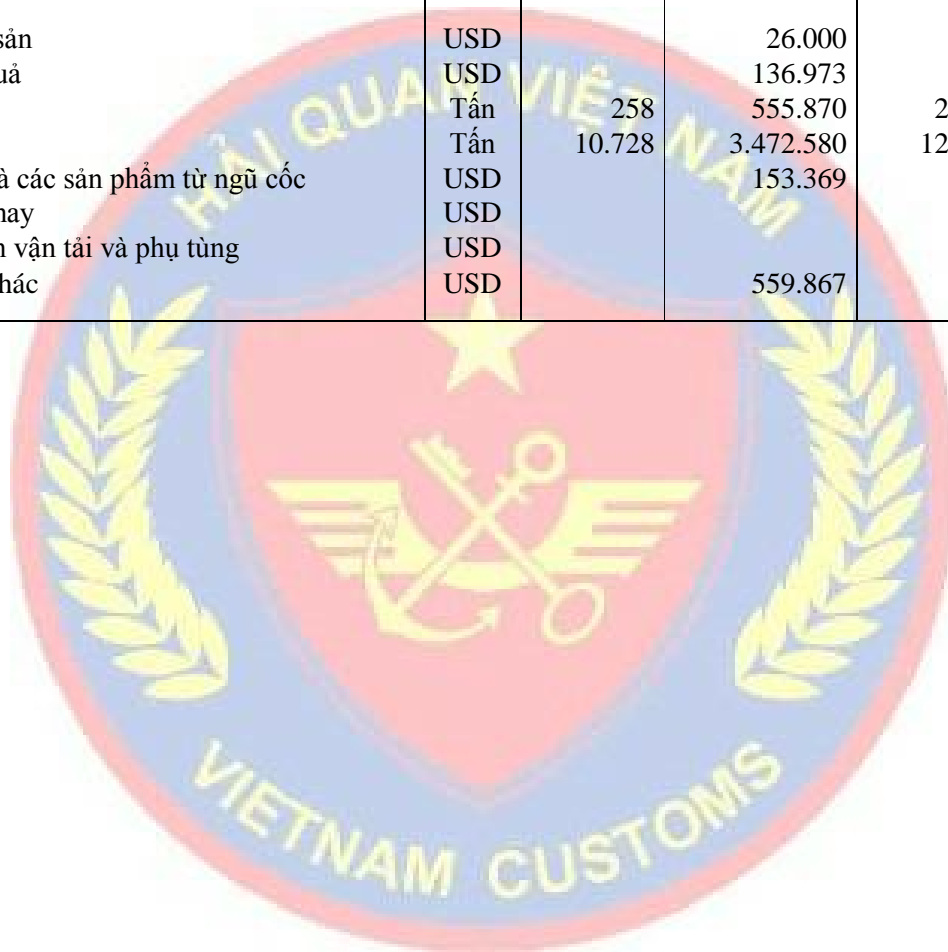 sản USD 26.000
uả USD 136.973
Tấn 258 555.870 2
Tấn 10.728 3.472.580 12
à các sản phẩm từ ngũ cốc USD 153.369
may USD
n vận tải và phụ tùng USD
hác USD 559.867
HẢI QUAN VIỆT NAM
VIETNAM CUSTOMS